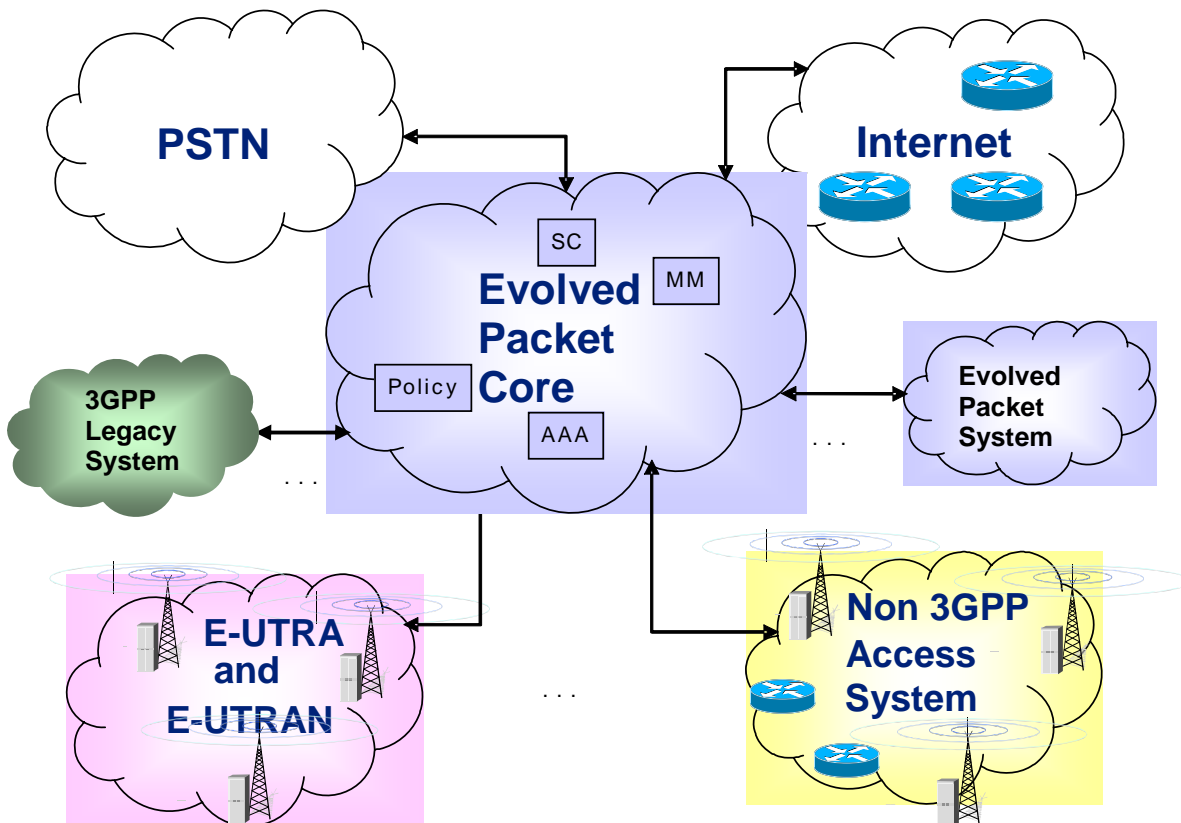 PSTN
Internet
SC
MM
Evolved
Packet
Core
Policy
AAA
3GPP
Legacy
System
. . .
Evolved
Packet
System
. . .
E-UTRA
and
E-UTRAN
. . .
Non 3GPP
Access
System